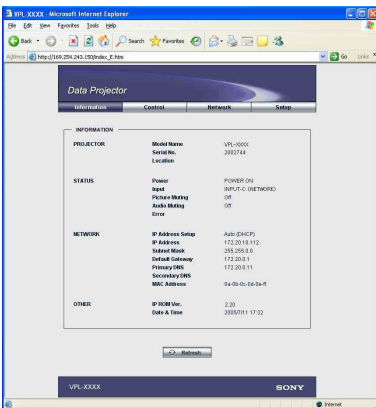 VPL-XXXX - Microsoft Internet Explorer
File Edit View Favorites Tools Help
Back Search Favorites
Address http://169.254.243.150/index_E.htm Go Links
Data Projector
Information Control Network Setup
INFORMATION
PROJECTOR Model Name VPL-XXXX
Serial No. 2002744
Location
STATUS Power POWER ON
Input INPUT-C (NETWORK)
Picture Muting Off
Audio Muting Off
Error
NETWORK IP Address Setup Auto (DHCP)
IP Address 172.20.10.112
Subnet Mask 255.255.0.0
Default Gateway 172.20.0.1
Primary DNS 172.20.0.11
Secondary DNS
MAC Address 0a-0b-0c-0d-0e-ff
OTHER IP ROM Ver. 2.20
Date & Time 2005/7/11 17:32
Refresh
VPL-XXXX SONY
Internet